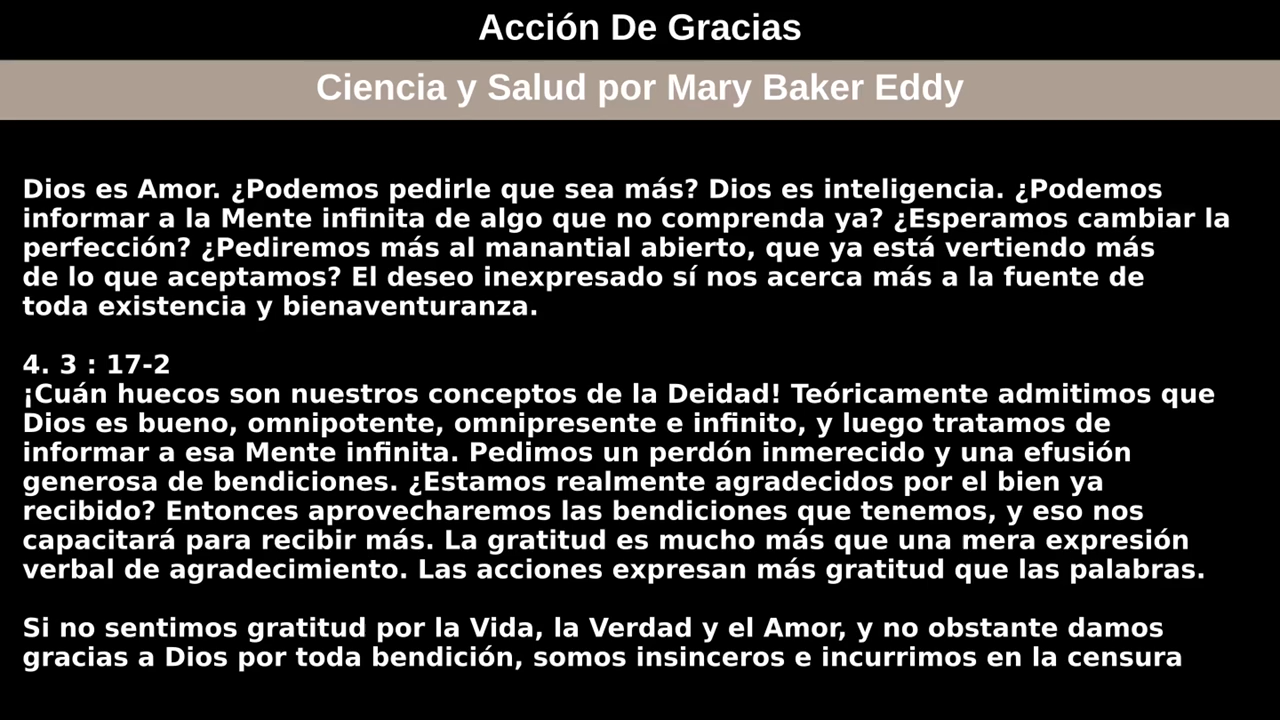 Acción De Gracias
Ciencia y Salud por Mary Baker Eddy
Dios es Amor. ¿Podemos pedirle que sea más? Dios es inteligencia. ¿Podemos
informar a la Mente infinita de algo que no comprenda ya? ¿Esperamos cambiar la
perfección? ¿Pediremos más al manantial abierto, que ya está vertiendo más
de lo que aceptamos? El deseo inexpresado sí nos acerca más a la fuente de
toda existencia y bienaventuranza.
4. 3 : 17-2
¡Cuán huecos son nuestros conceptos de la Deidad! Teóricamente admitimos que
Dios es bueno, omnipotente, omnipresente e infinito, y luego tratamos de
informar a esa Mente infinita. Pedimos un perdón inmerecido y una efusión
generosa de bendiciones. ¿Estamos realmente agradecidos por el bien ya
recibido? Entonces aprovecharemos las bendiciones que tenemos, y eso nos
capacitará para recibir más. La gratitud es mucho más que una mera expresión
verbal de agradecimiento. Las acciones expresan más gratitud que las palabras.
Si no sentimos gratitud por la Vida, la Verdad y el Amor, y no obstante damos
gracias a Dios por toda bendición, somos insinceros e incurrimos en la censura